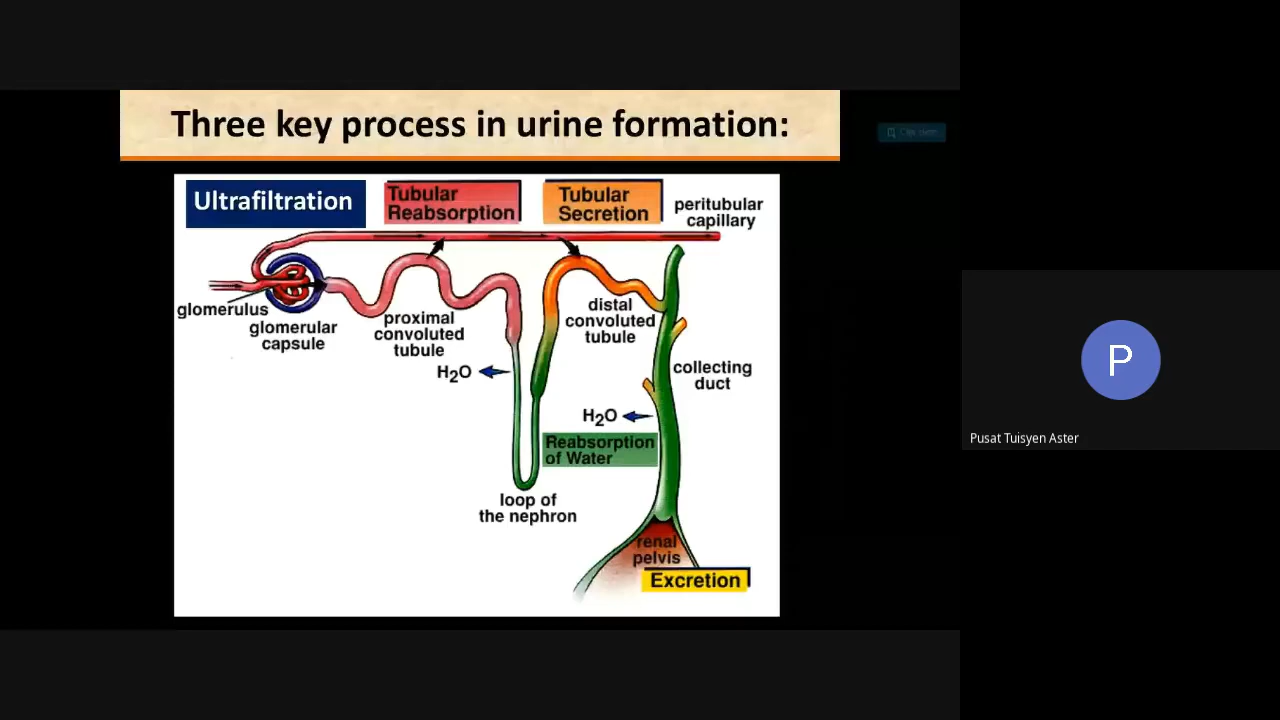 Three key process in urine formation:
Ultrafiltration
Tubular
Reabsorption
Tubular
Secretion
peritubular
capillary
glomerulus
glomerular
capsule
proximal
convoluted
tubule
distal
convoluted
tubule
H2O
collecting
duct
H2O
Reabsorption
of Water
loop of
the nephron
renal
pelvis
Excretion
P
Pusat Tuisyen Aster